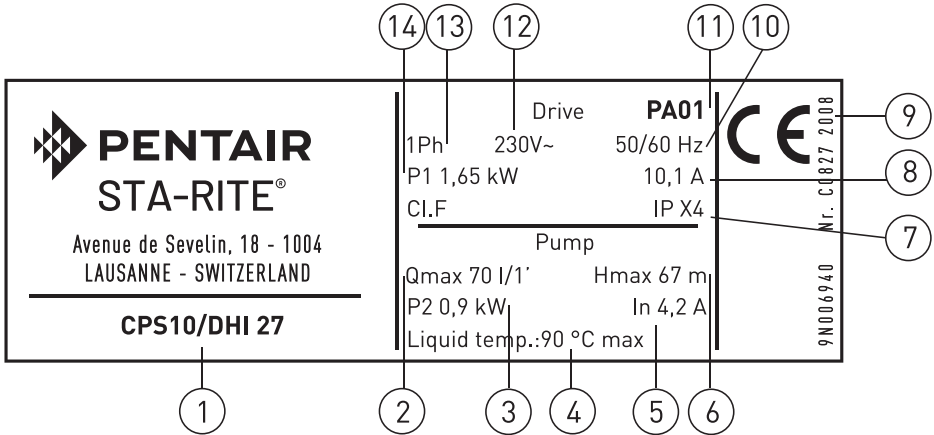 14 13 12 11 10
PENTAIR
STA-RITE®
Avenue de Sevelin, 18 - 1004
LAUSANNE - SWITZERLAND
CPS10/DHI 27
Drive PA01
1Ph 230V~ 50/60 Hz
P1 1,65 kW 10,1 A
Cl.F IP X4
Pump
Qmax 70 l/1' Hmax 67 m
P2 0,9 kW In 4,2 A
Liquid temp.:90 °C max
CE
Nr. C0827 2008
9N006940
9
8
7
1 2 3 4 5 6